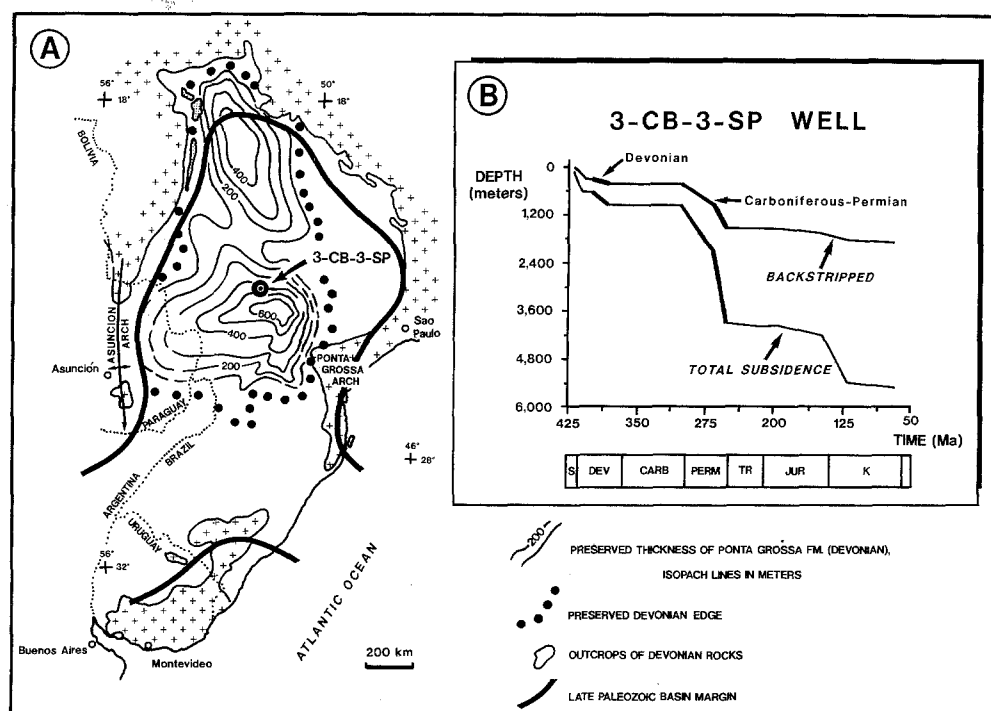 A
56°
18°
50°
18°
BOLIVIA
400
200
3-CB-3-SP
600
400
200
Sao
Paulo
ASUNCION
ARCH
Asunción
PONTA
GROSSA
ARCH
PARAGUAY
BRAZIL
ARGENTINA
46°
28°
URUGUAY
56°
32°
ATLANTIC OCEAN
Buenos Aires
Montevideo
200 km
B
3-CB-3-SP WELL
DEPTH
(meters)
0
1,200
2,400
3,600
4,800
6,000
Devonian
Carboniferous-Permian
BACKSTRIPPED
TOTAL SUBSIDENCE
425 350 275 200 125 50
TIME (Ma)
S DEV CARB PERM TR JUR K
200
PRESERVED THICKNESS OF PONTA GROSSA FM. (DEVONIAN),
ISOPACH LINES IN METERS
PRESERVED DEVONIAN EDGE
OUTCROPS OF DEVONIAN ROCKS
LATE PALEOZOIC BASIN MARGIN